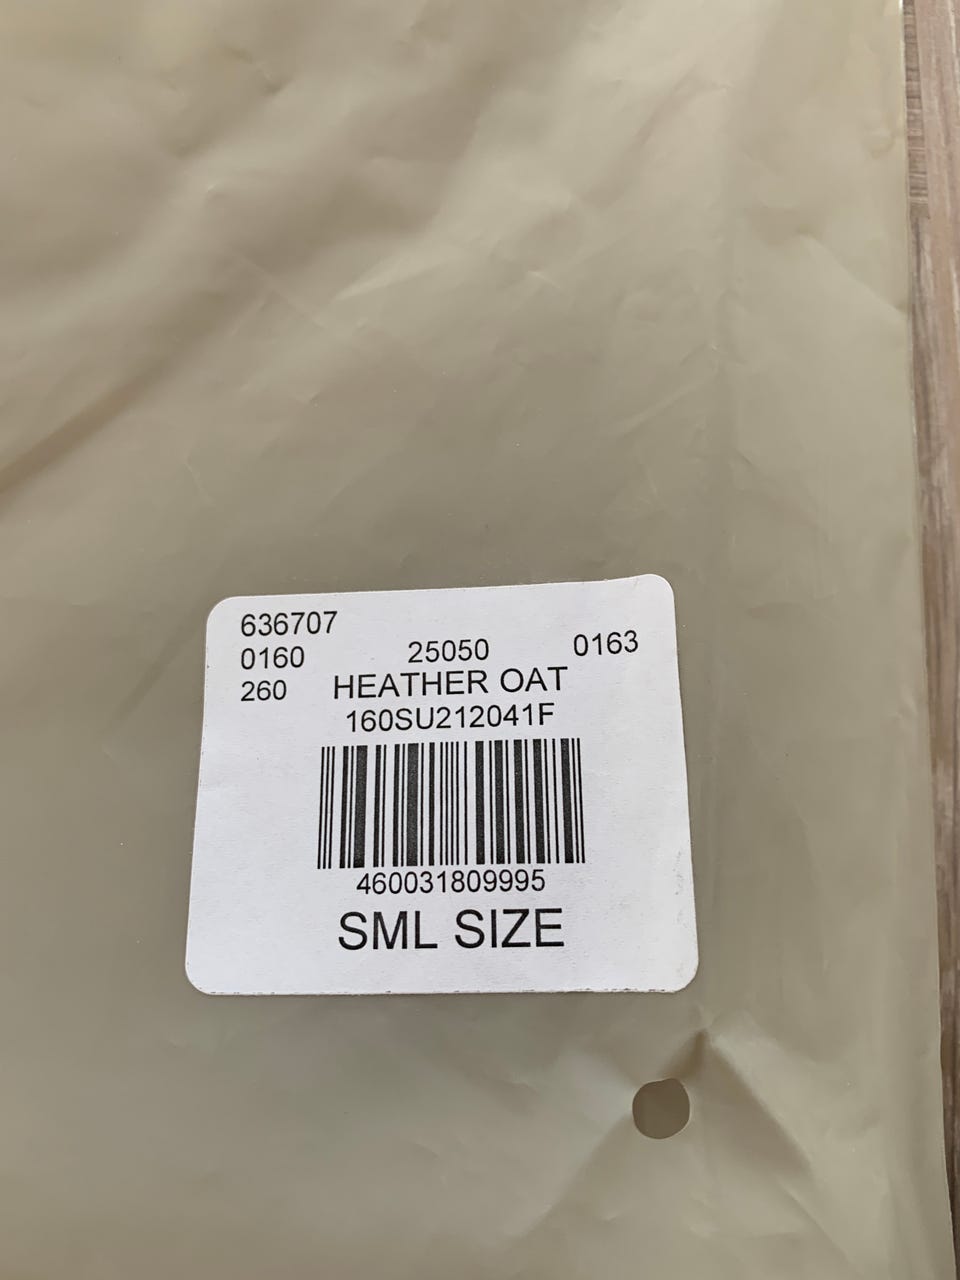 636707
0160 25050 0163
260 HEATHER OAT
160SU212041F
460031809995
SML SIZE